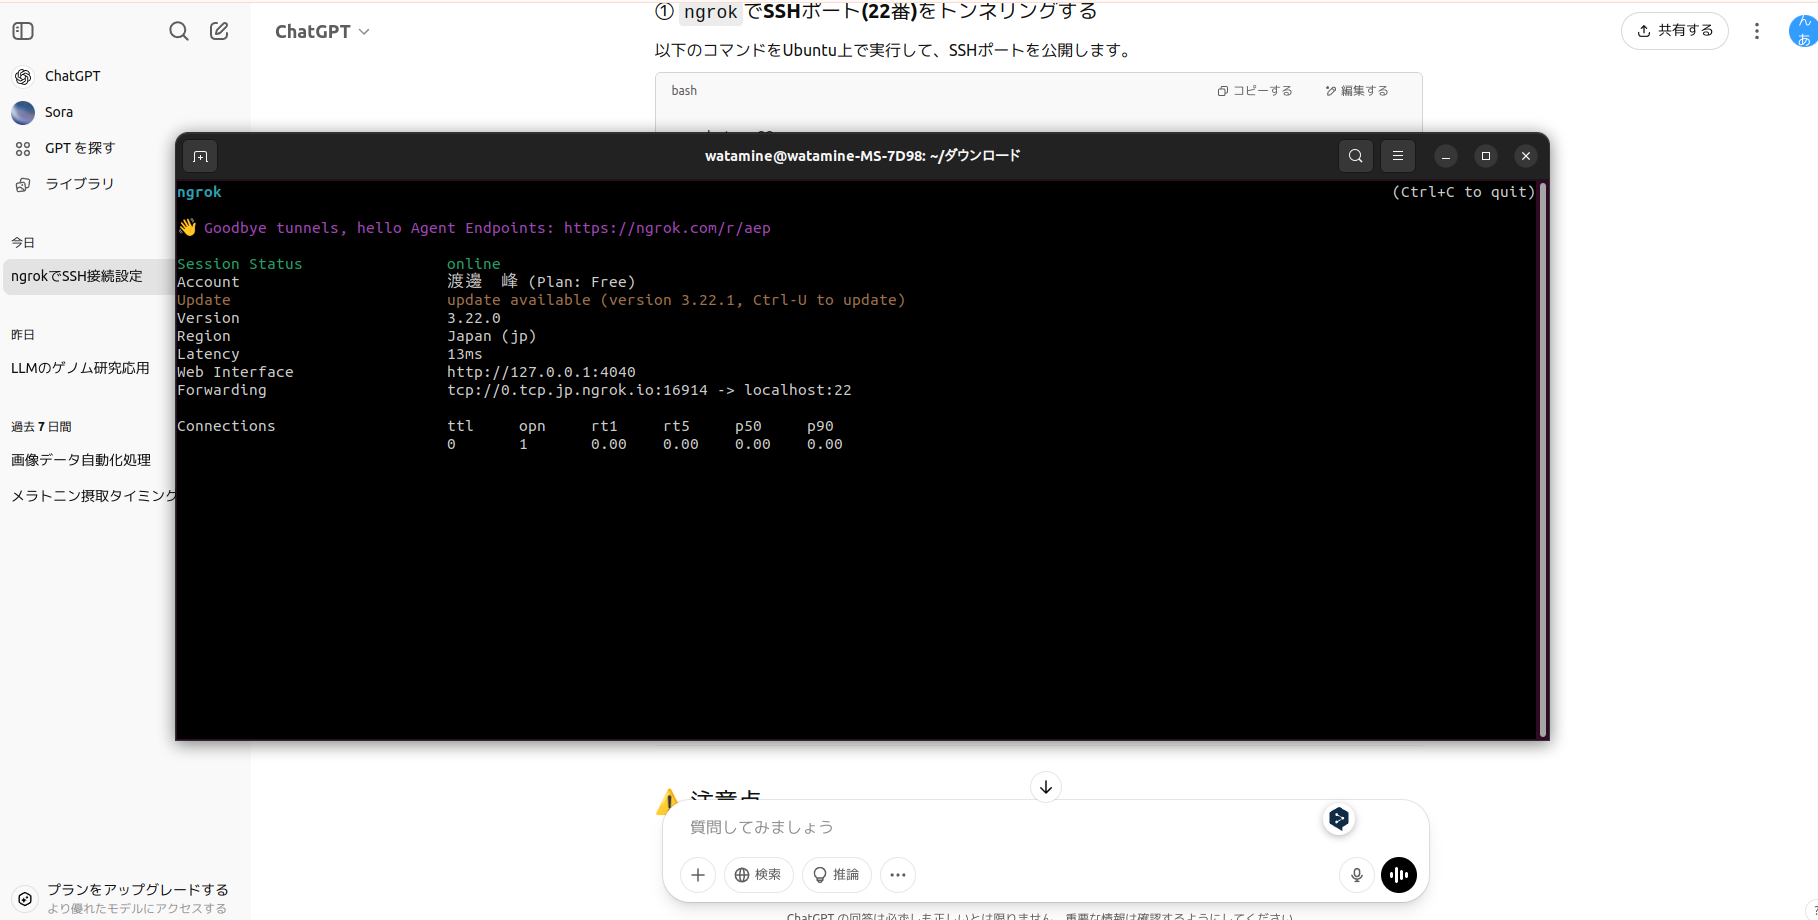 ChatGPT
Sora
GPT を探す
ライブラリ
今日
ngrokでSSH接続設定
昨日
LLMのゲノム研究応用
過去 7 日間
画像データ自動化処理
メラトニン摂取タイミング
プランをアップグレードする
より優れたモデルにアクセスする
ChatGPT
共有する
んあ
① ngrok でSSHポート(22番)をトンネリングする
以下のコマンドをUbuntu上で実行して、SSHポートを公開します。
bash
コピーする
編集する
watamine@watamine-MS-7D98: ~/ダウンロード
ngrok (Ctrl+C to quit)
👋 Goodbye tunnels, hello Agent Endpoints: https://ngrok.com/r/aep
Session Status online
Account 渡邊　峰 (Plan: Free)
Update update available (version 3.22.1, Ctrl-U to update)
Version 3.22.0
Region Japan (jp)
Latency 13ms
Web Interface http://127.0.0.1:4040
Forwarding tcp://0.tcp.jp.ngrok.io:16914 -> localhost:22
Connections ttl opn rt1 rt5 p50 p90
0 1 0.00 0.00 0.00 0.00
⚠️ 注意点
質問してみましょう
検索
推論
ChatGPT の回答は必ずしも正しいとは限りません。重要な情報は確認するようにしてください